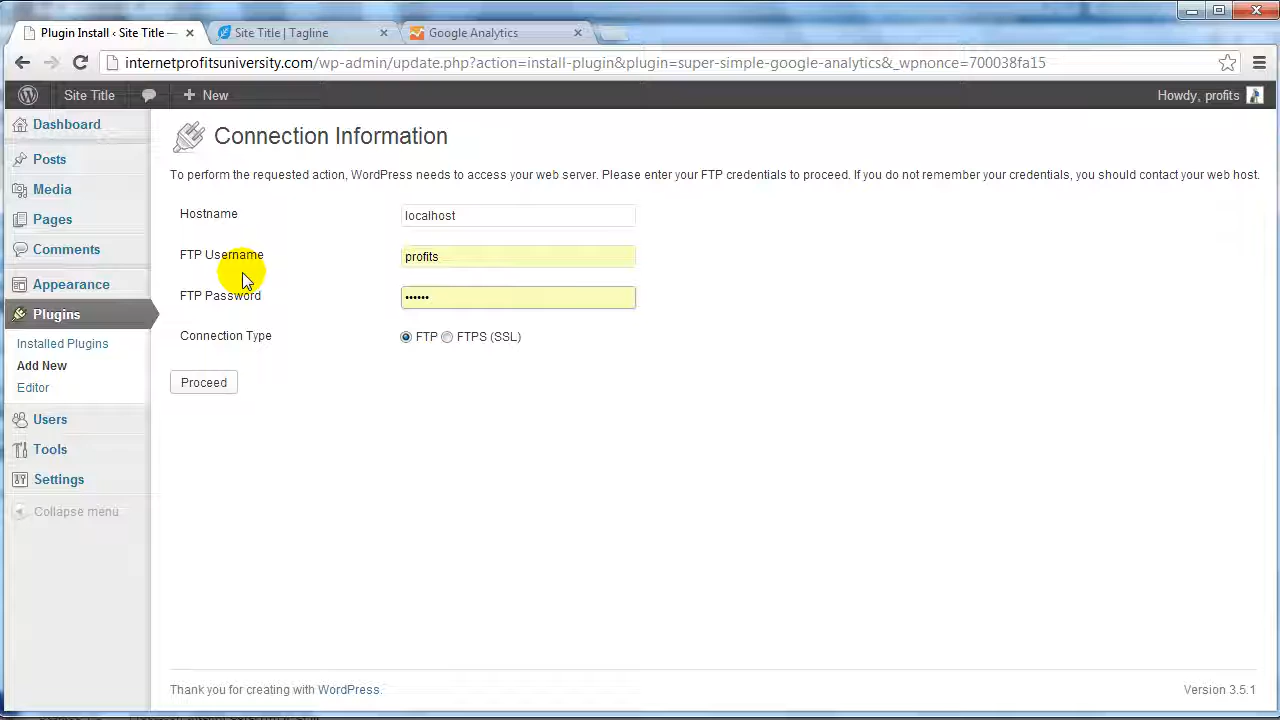 Plugin Install ‹ Site Title —
Site Title | Tagline
Google Analytics
internetprofitsuniversity.com/wp-admin/update.php?action=install-plugin&plugin=super-simple-google-analytics&_wpnonce=700038fa15
Site Title
New
Howdy, profits
Dashboard
Posts
Media
Pages
Comments
Appearance
Plugins
Installed Plugins
Add New
Editor
Users
Tools
Settings
Collapse menu
Connection Information
To perform the requested action, WordPress needs to access your web server. Please enter your FTP credentials to proceed. If you do not remember your credentials, you should contact your web host.
Hostname
localhost
FTP Username
profits
FTP Password
••••••
Connection Type
FTP FTPS (SSL)
Proceed
Thank you for creating with WordPress.
Version 3.5.1